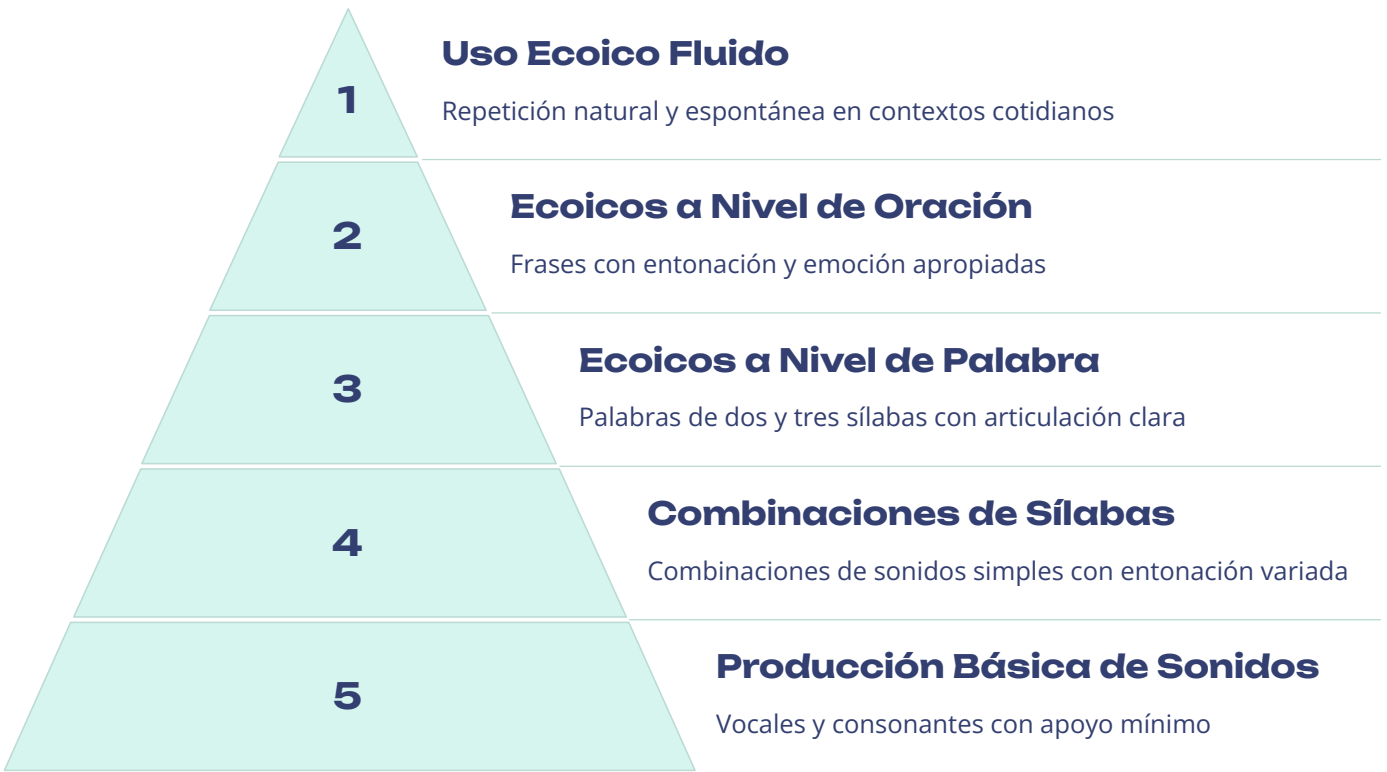 1
Uso Ecoico Fluido
Repetición natural y espontánea en contextos cotidianos
2
Ecoicos a Nivel de Oración
Frases con entonación y emoción apropiadas
3
Ecoicos a Nivel de Palabra
Palabras de dos y tres sílabas con articulación clara
4
Combinaciones de Sílabas
Combinaciones de sonidos simples con entonación variada
5
Producción Básica de Sonidos
Vocales y consonantes con apoyo mínimo